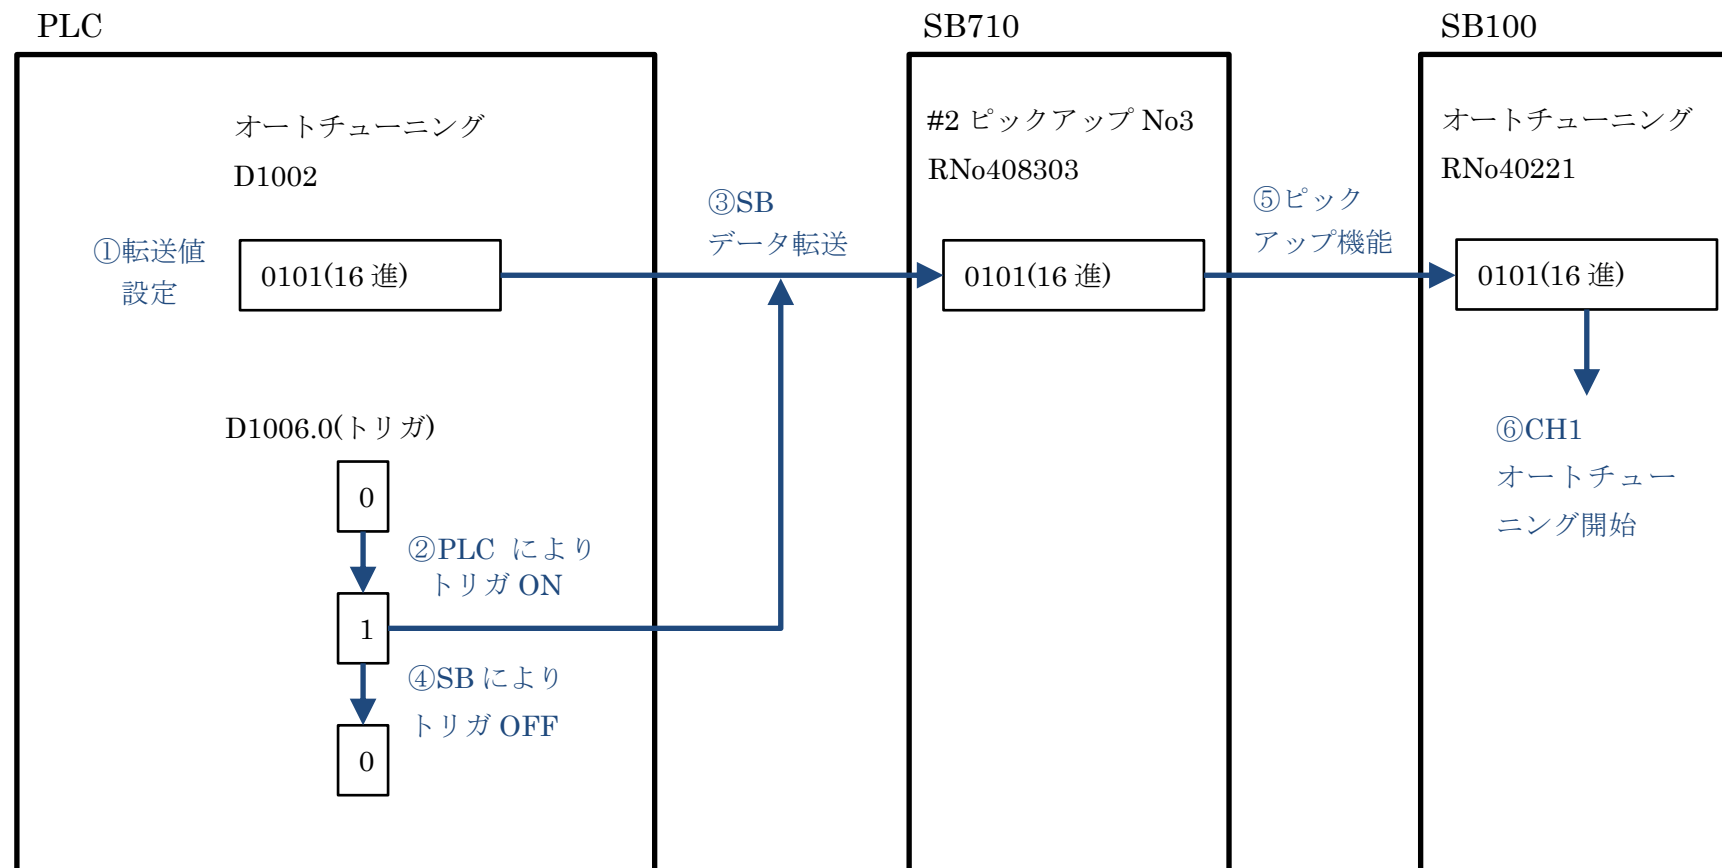 PLC
SB710
SB100
オートチューニング
D1002
#2 ピックアップ No3
RNo408303
オートチューニング
RNo40221
①転送値
設定
0101(16 進)
③SB
データ転送
0101(16 進)
⑤ピック
アップ機能
0101(16 進)
D1006.0(トリガ)
0
②PLC により
トリガ ON
1
④SB により
トリガ OFF
0
⑥CH1
オートチュー
ニング開始